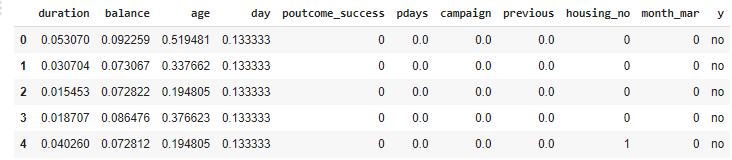 duration balance age day poutcome_success pdays campaign previous housing_no month_mar y
0 0.053070 0.092259 0.519481 0.133333 0 0.0 0.0 0.0 0 0 no
1 0.030704 0.073067 0.337662 0.133333 0 0.0 0.0 0.0 0 0 no
2 0.015453 0.072822 0.194805 0.133333 0 0.0 0.0 0.0 0 0 no
3 0.018707 0.086476 0.376623 0.133333 0 0.0 0.0 0.0 0 0 no
4 0.040260 0.072812 0.194805 0.133333 0 0.0 0.0 0.0 1 0 no